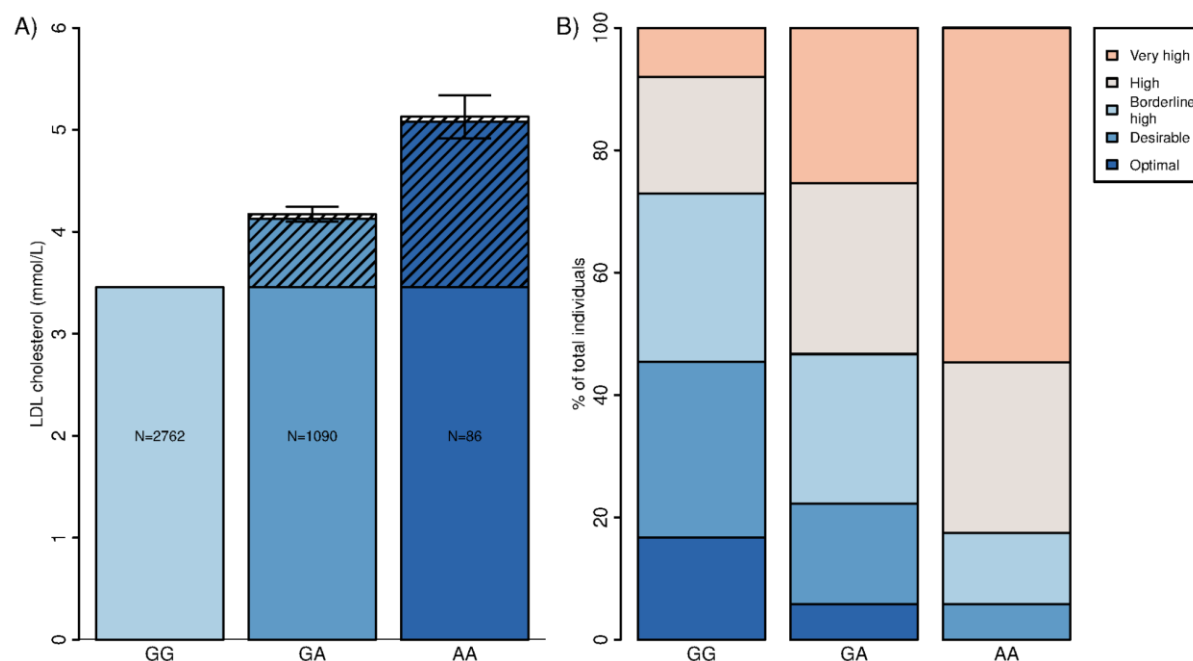 A)
LDL cholesterol (mmol/L)
6
5
4
3
2
1
0
N=2762
N=1090
N=86
GG
GA
AA
B)
% of total individuals
100
80
60
40
20
0
GG
GA
AA
Very high
High
Borderline
high
Desirable
Optimal